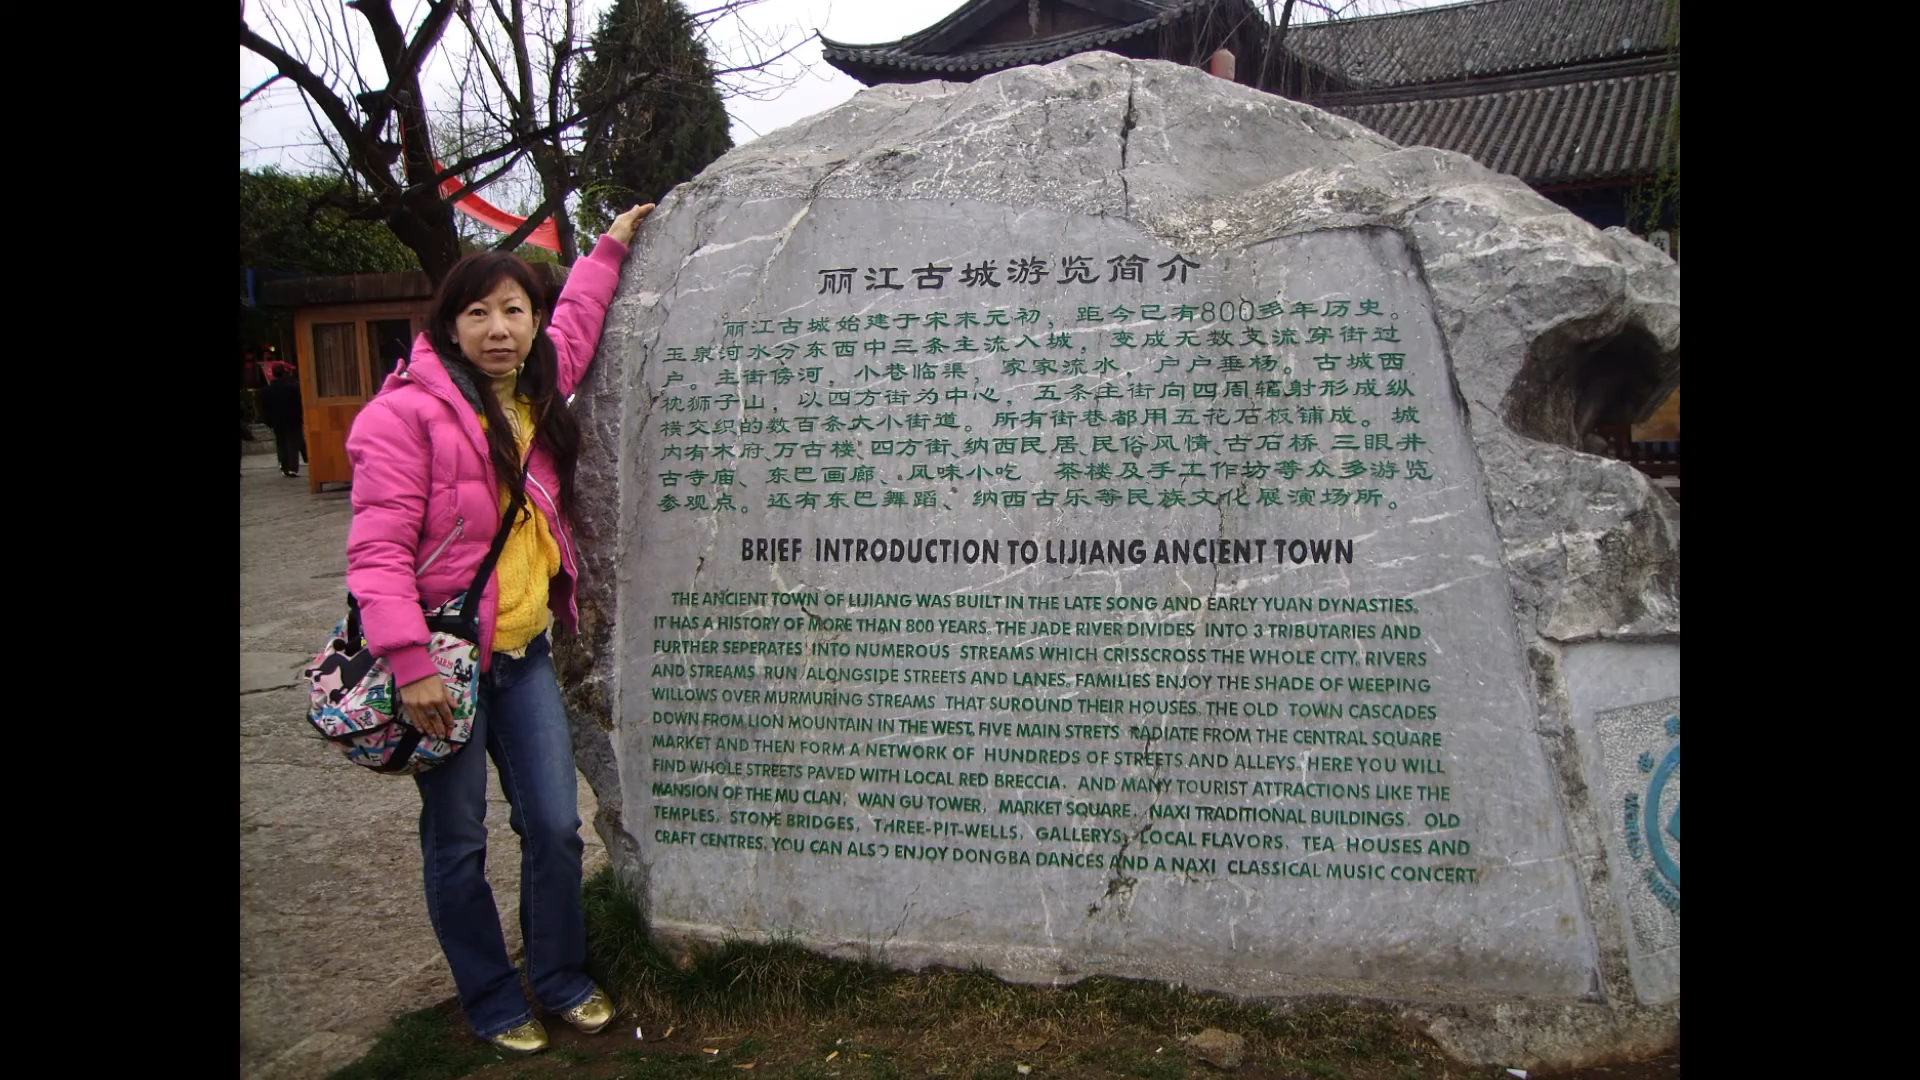 丽江古城游览简介
丽江古城始建于宋末元初，距今已有800多年历史。
玉泉河水分东西中三条主流入城，变成无数支流穿街过
户。主街傍河，小巷临渠，家家流水，户户垂杨。古城西
枕狮子山，以四方街为中心，五条主街向四周辐射形成纵
横交织的数百条大小街道。所有街巷都用五花石板铺成。城
内有木府、万古楼、四方街、纳西民居、民俗风情、古石桥、三眼井、
古寺庙、东巴画廊、风味小吃 茶楼及手工作坊等众多游览
参观点。还有东巴舞蹈、纳西古乐等民族文化展演场所。
BRIEF INTRODUCTION TO LIJIANG ANCIENT TOWN
THE ANCIENT TOWN OF LIJIANG WAS BUILT IN THE LATE SONG AND EARLY YUAN DYNASTIES.
IT HAS A HISTORY OF MORE THAN 800 YEARS. THE JADE RIVER DIVIDES INTO 3 TRIBUTARIES AND
FURTHER SEPERATES INTO NUMEROUS STREAMS WHICH CRISSCROSS THE WHOLE CITY. RIVERS
AND STREAMS RUN ALONGSIDE STREETS AND LANES. FAMILIES ENJOY THE SHADE OF WEEPING
WILLOWS OVER MURMURING STREAMS THAT SUROUND THEIR HOUSES. THE OLD TOWN CASCADES
DOWN FROM LION MOUNTAIN IN THE WEST. FIVE MAIN STRETS RADIATE FROM THE CENTRAL SQUARE
MARKET AND THEN FORM A NETWORK OF HUNDREDS OF STREETS AND ALLEYS. HERE YOU WILL
FIND WHOLE STREETS PAVED WITH LOCAL RED BRECCIA, AND MANY TOURIST ATTRACTIONS LIKE THE
MANSION OF THE MU CLAN, WAN GU TOWER, MARKET SQUARE, NAXI TRADITIONAL BUILDINGS, OLD
TEMPLES, STONE BRIDGES, THREE-PIT-WELLS, GALLERYS, LOCAL FLAVORS, TEA HOUSES AND
CRAFT CENTRES. YOU CAN ALSO ENJOY DONGBA DANCES AND A NAXI CLASSICAL MUSIC CONCERT
PARIS